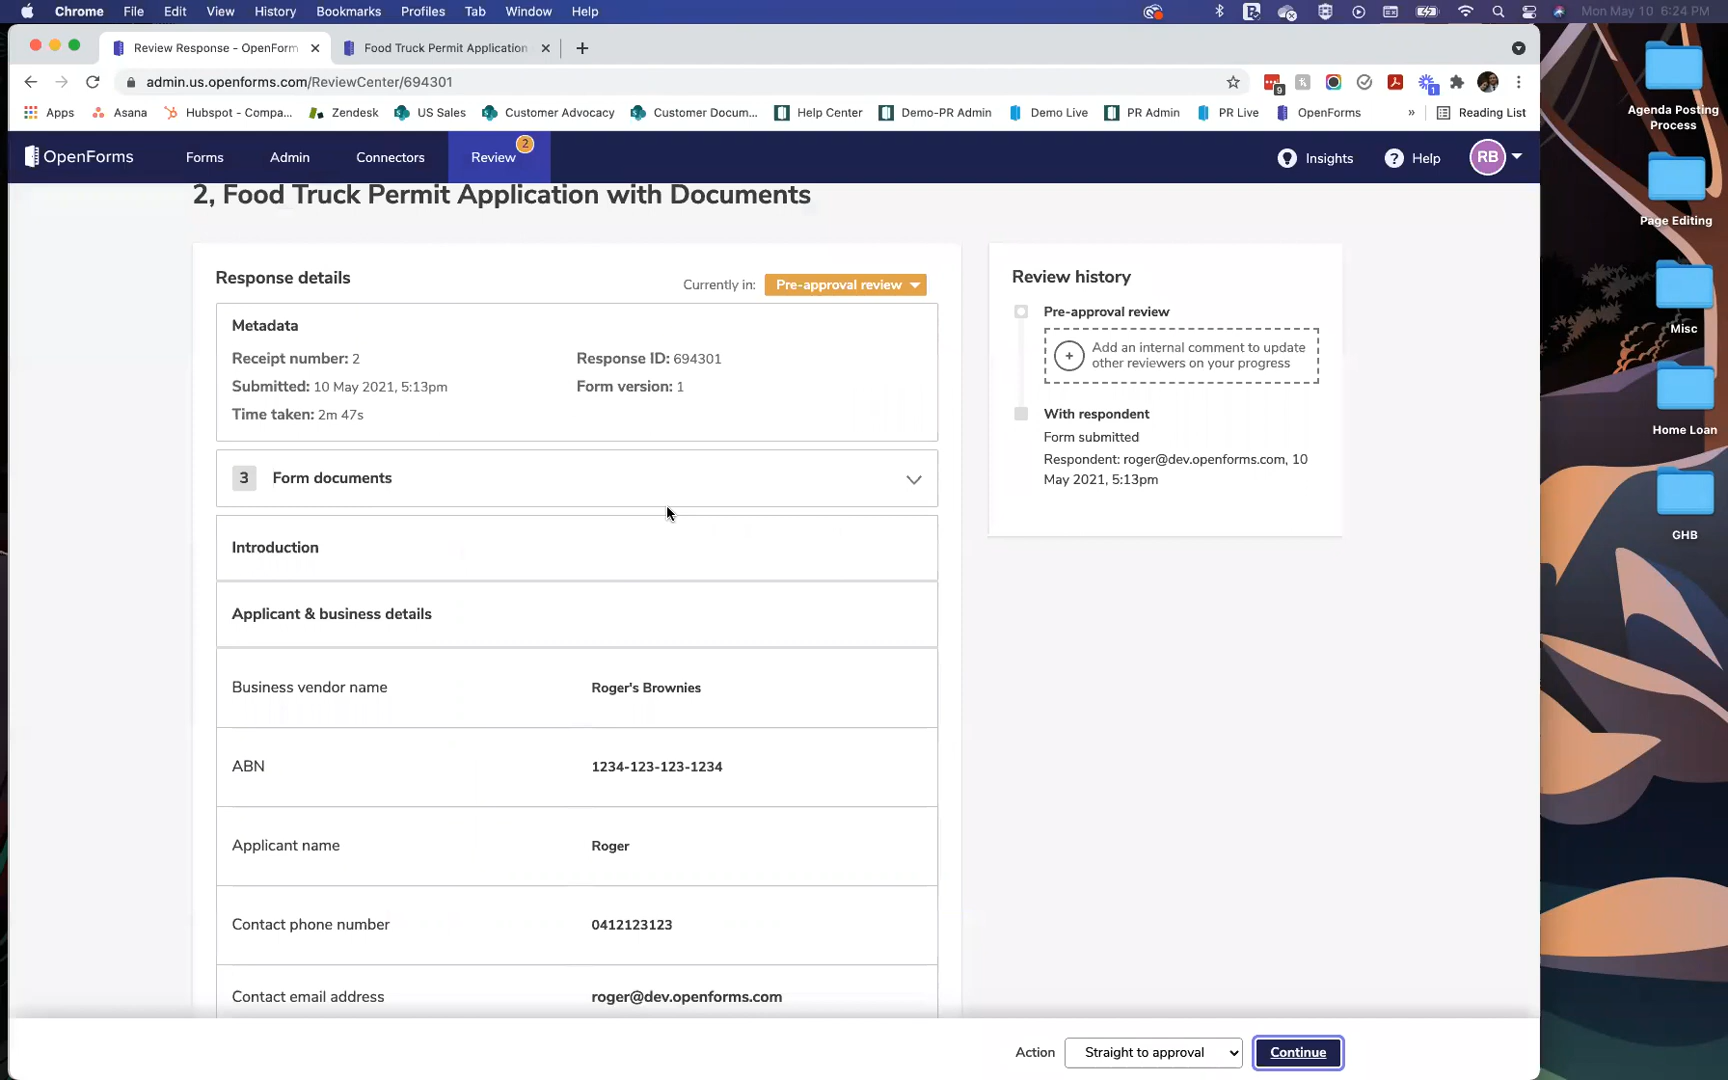 Chrome File Edit View History Bookmarks Profiles Tab Window Help Mon May 10 6:24 PM
Review Response - OpenForm Food Truck Permit Application
admin.us.openforms.com/ReviewCenter/694301
9 1
Apps Asana Hubspot - Compa... Zendesk US Sales Customer Advocacy Customer Docum... Help Center Demo-PR Admin Demo Live PR Admin PR Live OpenForms » Reading List
OpenForms Forms Admin Connectors Review 2 Insights Help RB
2, Food Truck Permit Application with Documents
Response details
Currently in: Pre-approval review
Metadata
Receipt number: 2 Response ID: 694301
Submitted: 10 May 2021, 5:13pm Form version: 1
Time taken: 2m 47s
3 Form documents
Introduction
Applicant & business details
Business vendor name Roger's Brownies
ABN 1234-123-123-1234
Applicant name Roger
Contact phone number 0412123123
Contact email address roger@dev.openforms.com
Review history
Pre-approval review
Add an internal comment to update
other reviewers on your progress
With respondent
Form submitted
Respondent: roger@dev.openforms.com, 10
May 2021, 5:13pm
Action Straight to approval Continue
Agenda Posting
Process
Page Editing
Misc
Home Loan
GHB